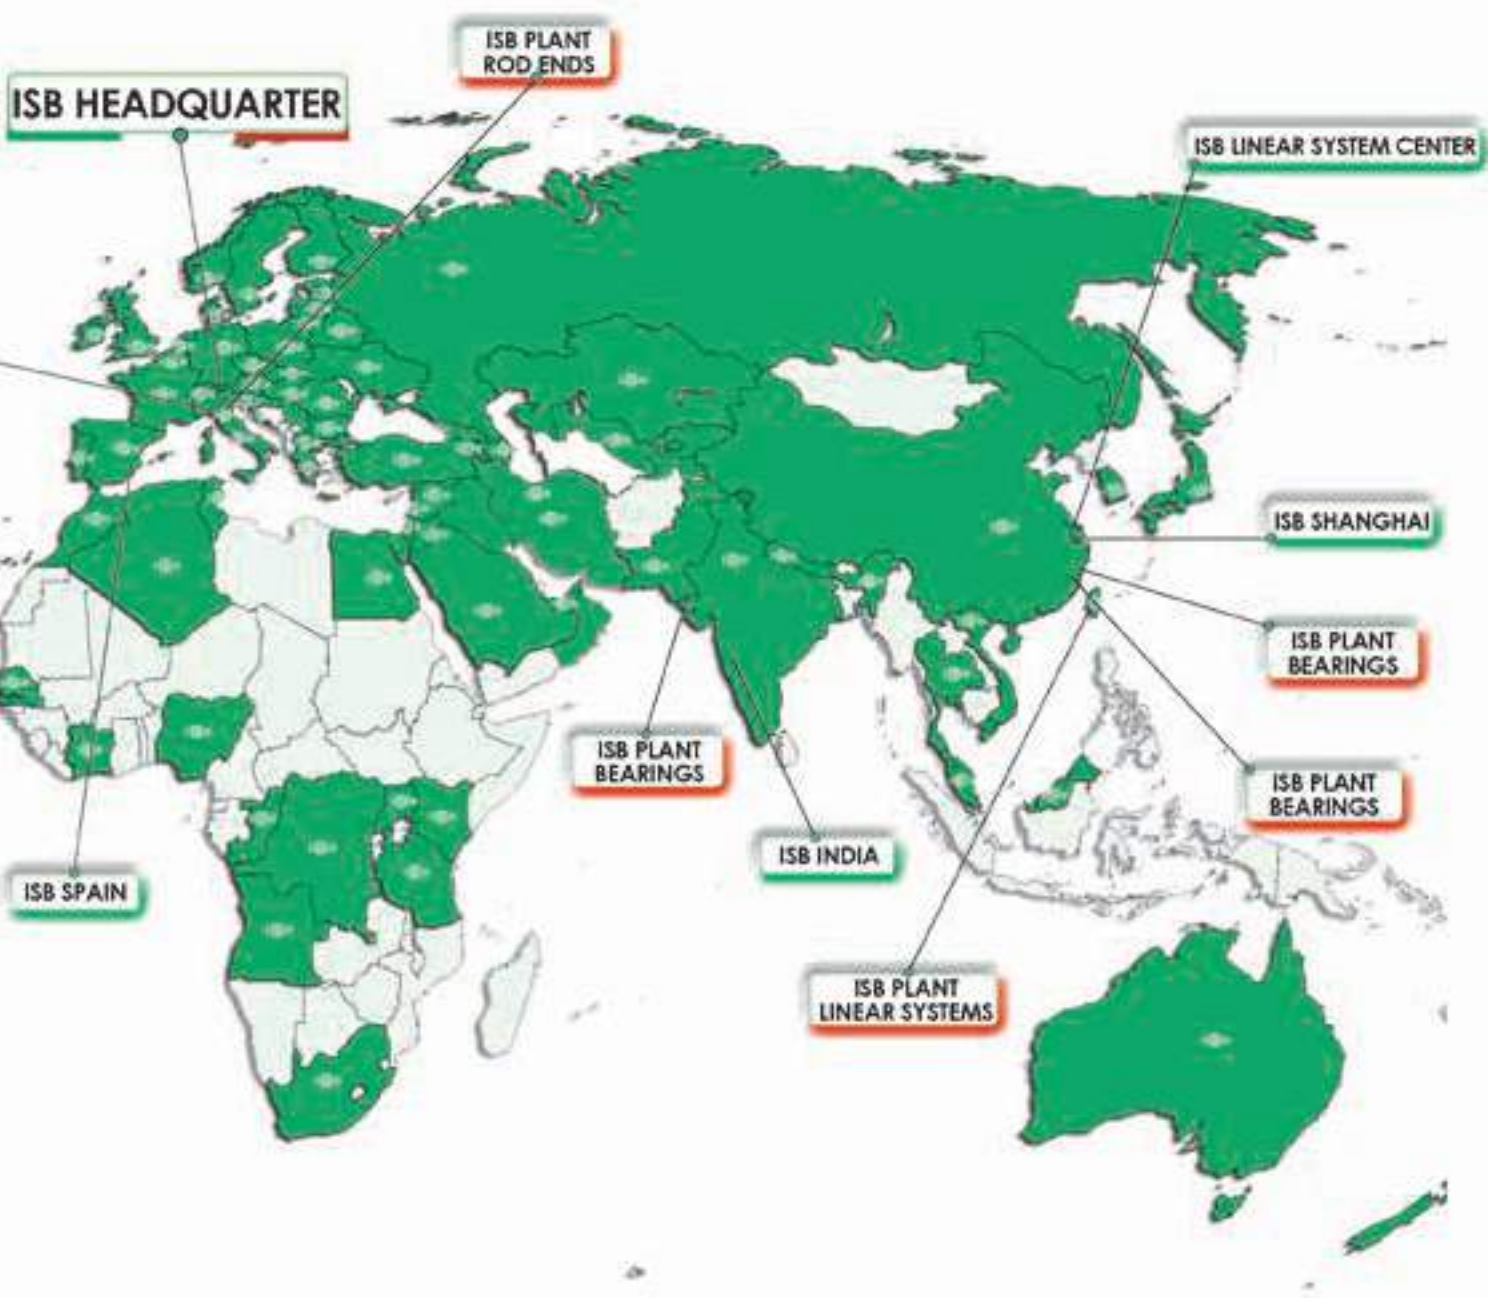 ISB PLANT
ROD ENDS
ISB HEADQUARTER
ISB LINEAR SYSTEM CENTER
ISB SHANGHAI
ISB PLANT
BEARINGS
ISB PLANT
BEARINGS
ISB PLANT
BEARINGS
ISB INDIA
ISB SPAIN
ISB PLANT
LINEAR SYSTEMS